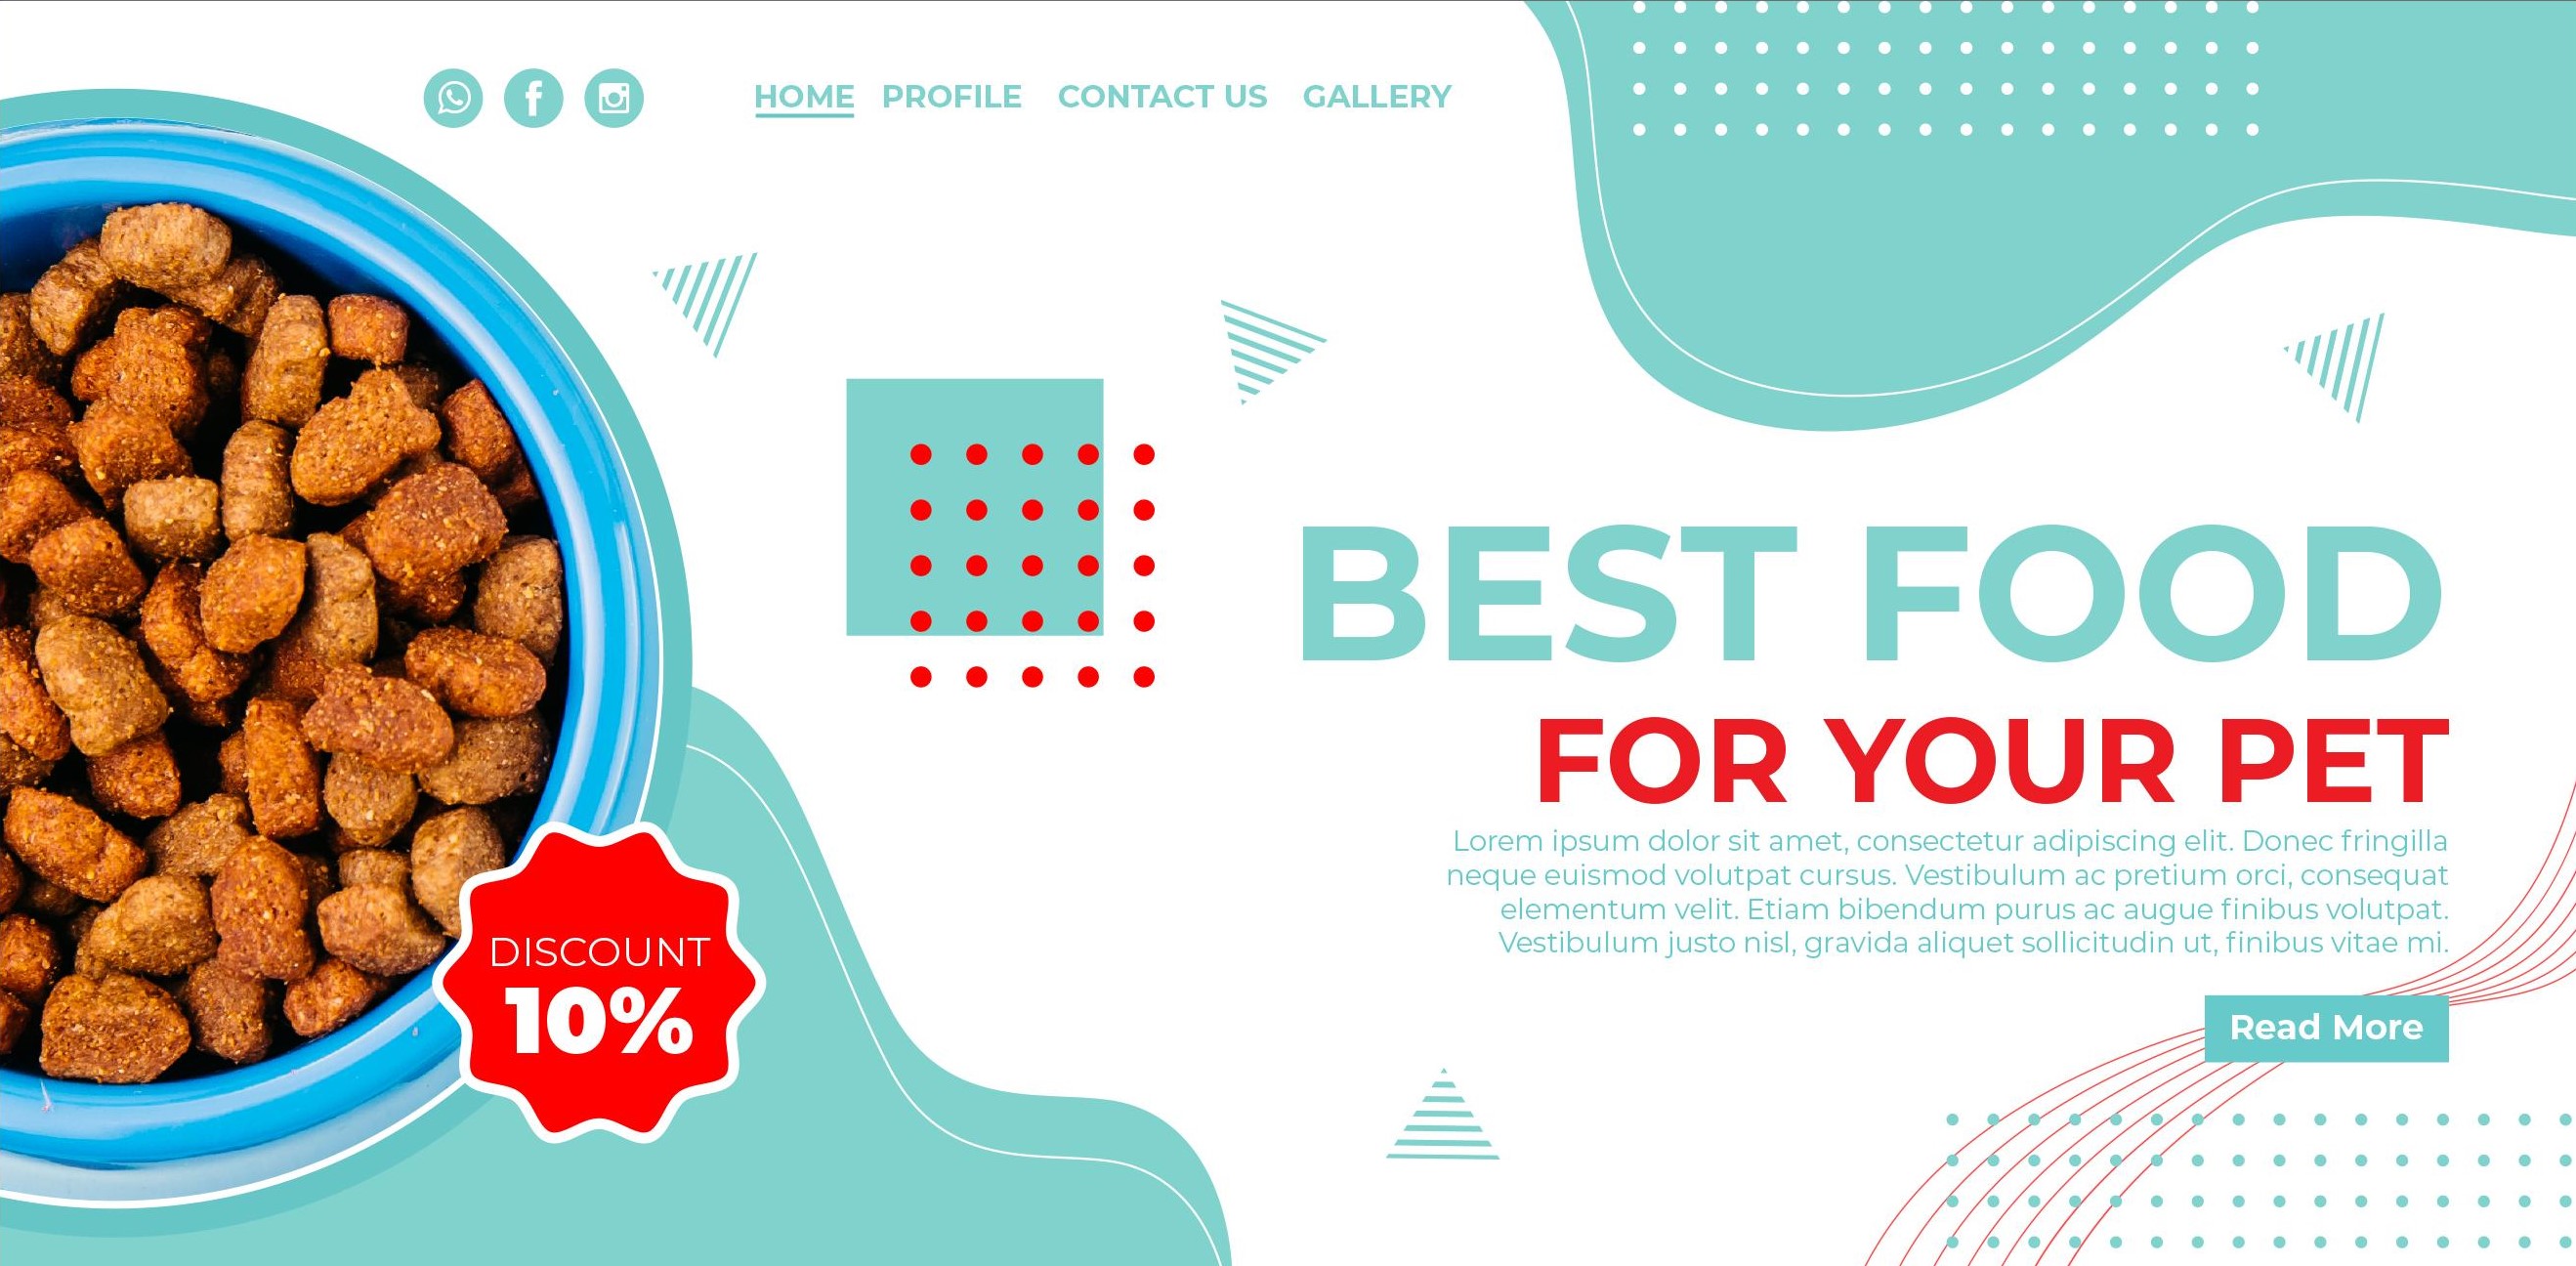 HOME PROFILE CONTACT US GALLERY
BEST FOOD
FOR YOUR PET
Lorem ipsum dolor sit amet, consectetur adipiscing elit. Donec fringilla
neque euismod volutpat cursus. Vestibulum ac pretium orci, consequat
elementum velit. Etiam bibendum purus ac augue finibus volutpat.
Vestibulum justo nisl, gravida aliquet sollicitudin ut, finibus vitae mi.
Read More
DISCOUNT
10%